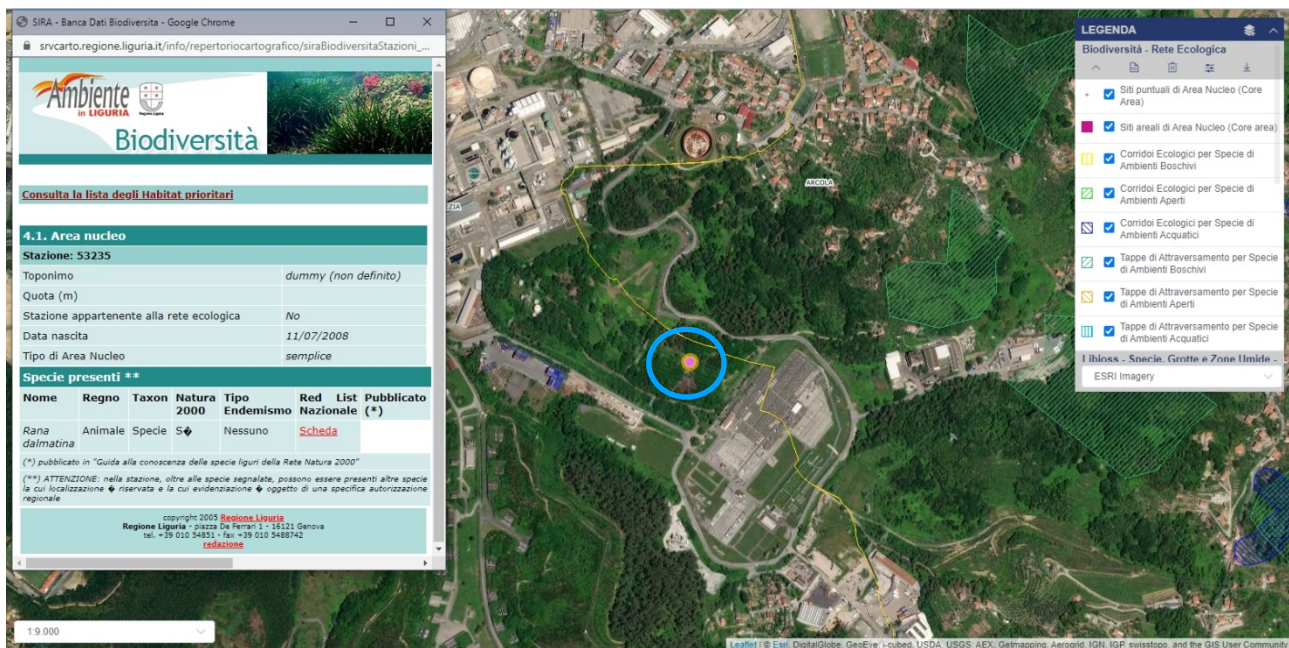 SIRA - Banca Dati Biodiversita - Google Chrome
srvcarto.regione.liguria.it/info/repertoriocartografico/siraBiodiversitaStazioni_...
Ambiente
in LIGURIA
Regione Liguria
Biodiversità
Consulta la lista degli Habitat prioritari
4.1. Area nucleo
Stazione: 53235
Toponimo dummy (non definito)
Quota (m)
Stazione appartenente alla rete ecologica No
Data nascita 11/07/2008
Tipo di Area Nucleo semplice
Specie presenti **
Nome Regno Taxon Natura 2000 Tipo Endemismo Red List Nazionale Pubblicato (*)
Rana dalmatina Animale Specie S� Nessuno Scheda
(*) pubblicato in "Guida alla conoscenza delle specie liguri della Rete Natura 2000"
(**) ATTENZIONE: nella stazione, oltre alle specie segnalate, possono essere presenti altre specie
la cui localizzazione � riservata e la cui evidenziazione � oggetto di una specifica autorizzazione
regionale
copyright 2005 Regione Liguria
Regione Liguria - piazza De Ferrari 1 - 16121 Genova
tel. +39 010 54851 - fax +39 010 5488742
redazione
1:9.000
ZIA
ARCOLA
LEGENDA
Biodiversità - Rete Ecologica
Siti puntuali di Area Nucleo (Core
Area)
Siti areali di Area Nucleo (Core area)
Corridoi Ecologici per Specie di
Ambienti Boschivi
Corridoi Ecologici per Specie di
Ambienti Aperti
Corridoi Ecologici per Specie di
Ambienti Acquatici
Tappe di Attraversamento per Specie
di Ambienti Boschivi
Tappe di Attraversamento per Specie
di Ambienti Aperti
Tappe di Attraversamento per Specie
di Ambienti Acquatici
Libioss - Specie, Grotte e Zone Umide -
ESRI Imagery
Leaflet | © Esri, DigitalGlobe, GeoEye, i-cubed, USDA, USGS, AEX, Getmapping, Aerogrid, IGN, IGP, swisstopo, and the GIS User Community